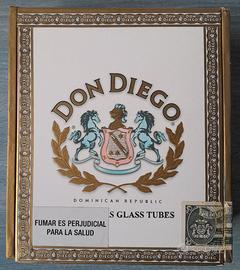 DON DIEGO
DOMINICAN REPUBLIC
S GLASS TUBES
FUMAR ES PERJUDICIAL
PARA LA SALUD